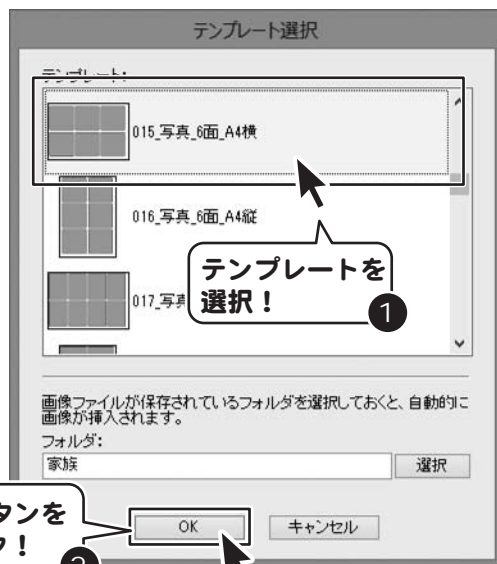 テンプレート選択
テンプレート:
015_写真_6面_A4横
016_写真_6面_A4縦
テンプレートを
選択！
1
017_写真
画像ファイルが保存されているフォルダを選択しておくと、自動的に
画像が挿入されます。
フォルダ:
家族
選択
タンを
OK
キャンセル
！
2